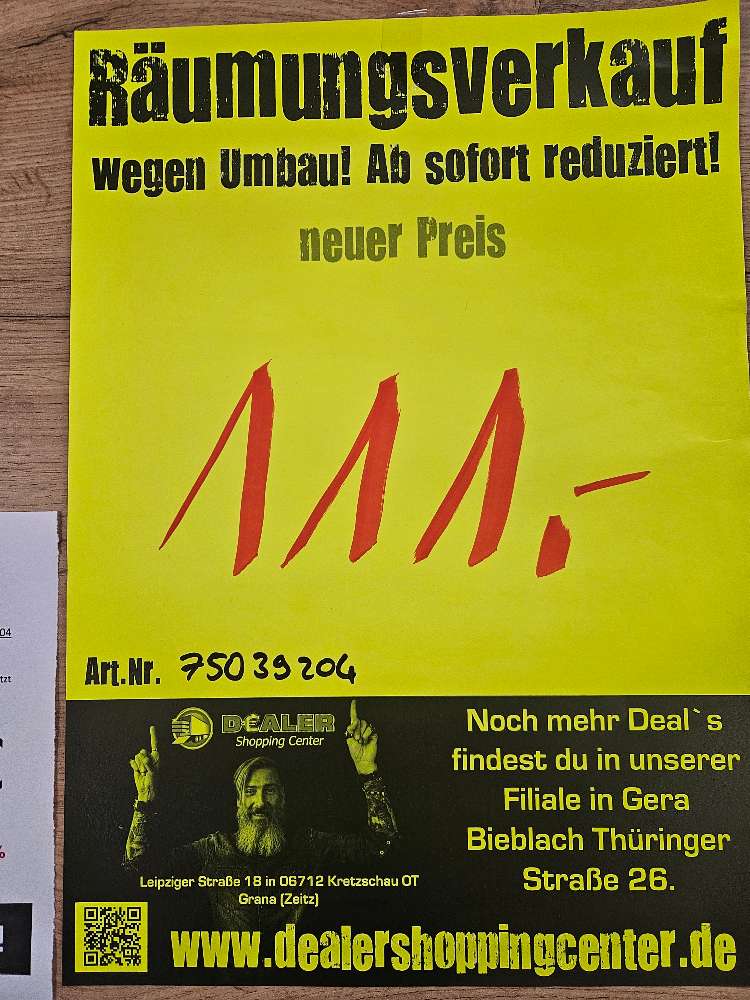 Räumungsverkauf
wegen Umbau! Ab sofort reduziert!
neuer Preis
111.-
Art.Nr. 75039204
DEALER
Shopping Center
Noch mehr Deal`s
findest du in unserer
Filiale in Gera
Bieblach Thüringer
Straße 26.
Leipziger Straße 18 in 06712 Kretzschau OT
Grana (Zeitz)
www.dealershoppingcenter.de
04
tzt
%
!